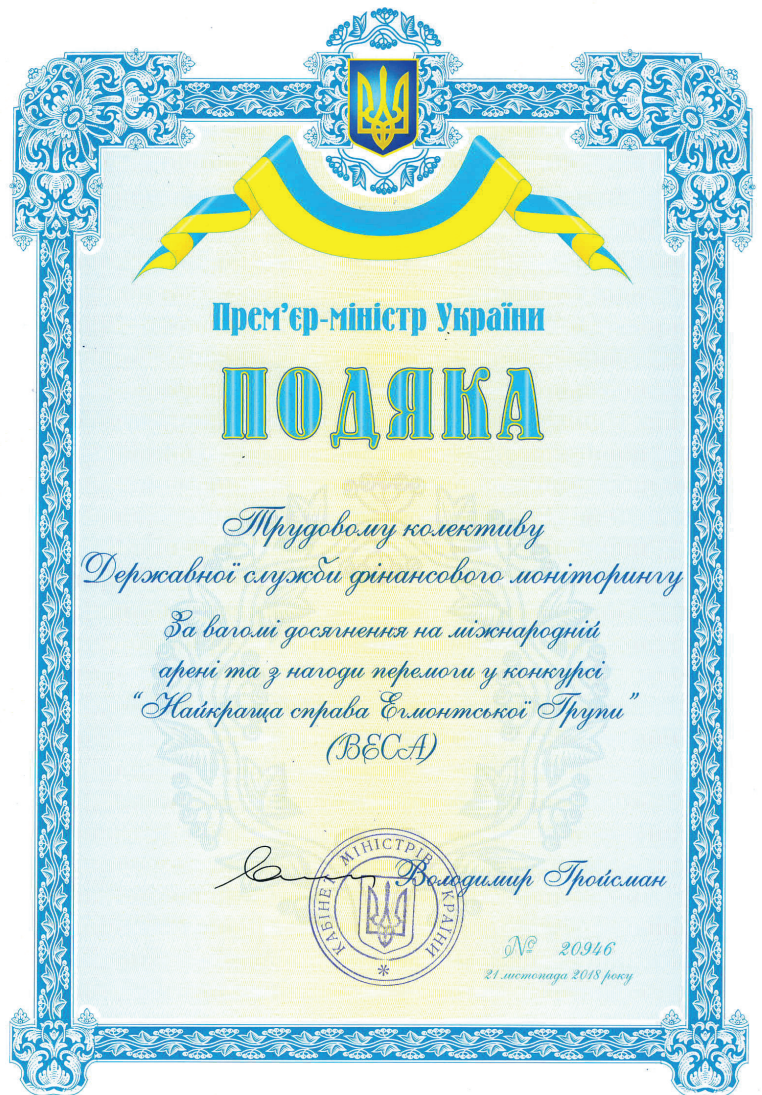 Прем'єр-міністр України
ПОДЯКА
Трудовому колективу
Державної служби фінансового моніторингу
За вагомі досягнення на міжнародній
арені та з нагоди перемоги у конкурсі
“Найкраща справа Егмонтської Групи”
(BECA)
КАБІНЕТ МІНІСТРІВ УКРАЇНИ
Володимир Гройсман
№ 20946
21 листопада 2018 року